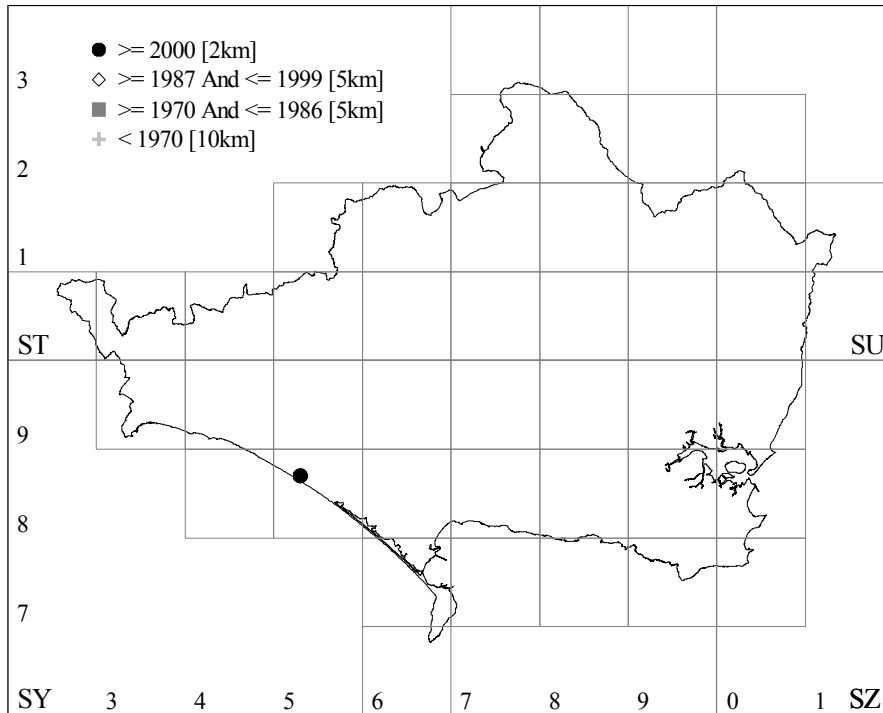 >= 2000 [2km]
3
>= 1987 And <= 1999 [5km]
>= 1970 And <= 1986 [5km]
< 1970 [10km]
2
1
ST SU
9
8
7
SY 3 4 5 6 7 8 9 0 1 SZ